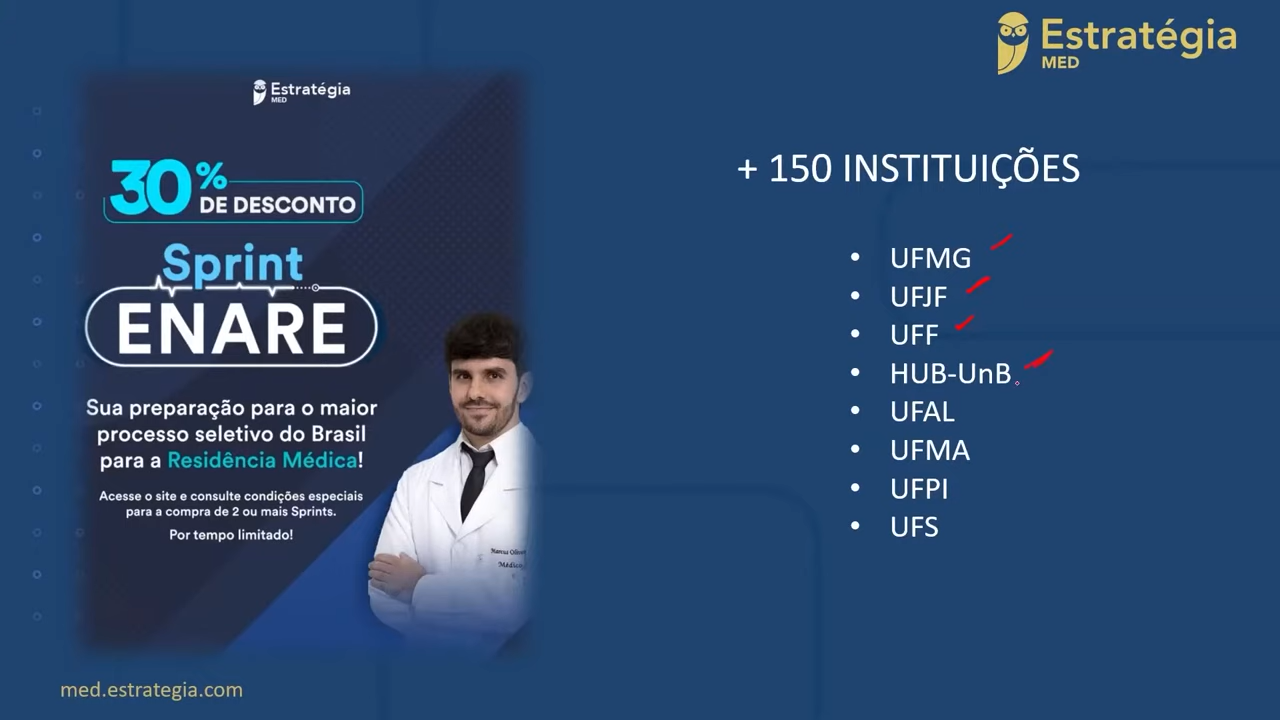 Estratégia
MED
Estratégia
MED
30%
DE DESCONTO
Sprint
ENARE
Sua preparação para o maior
processo seletivo do Brasil
para a Residência Médica!
Acesse o site e consulte condições especiais
para a compra de 2 ou mais Sprints.
Por tempo limitado!
+ 150 INSTITUIÇÕES
• UFMG
• UFJF
• UFF
• HUB-UnB
• UFAL
• UFMA
• UFPI
• UFS
med.estrategia.com